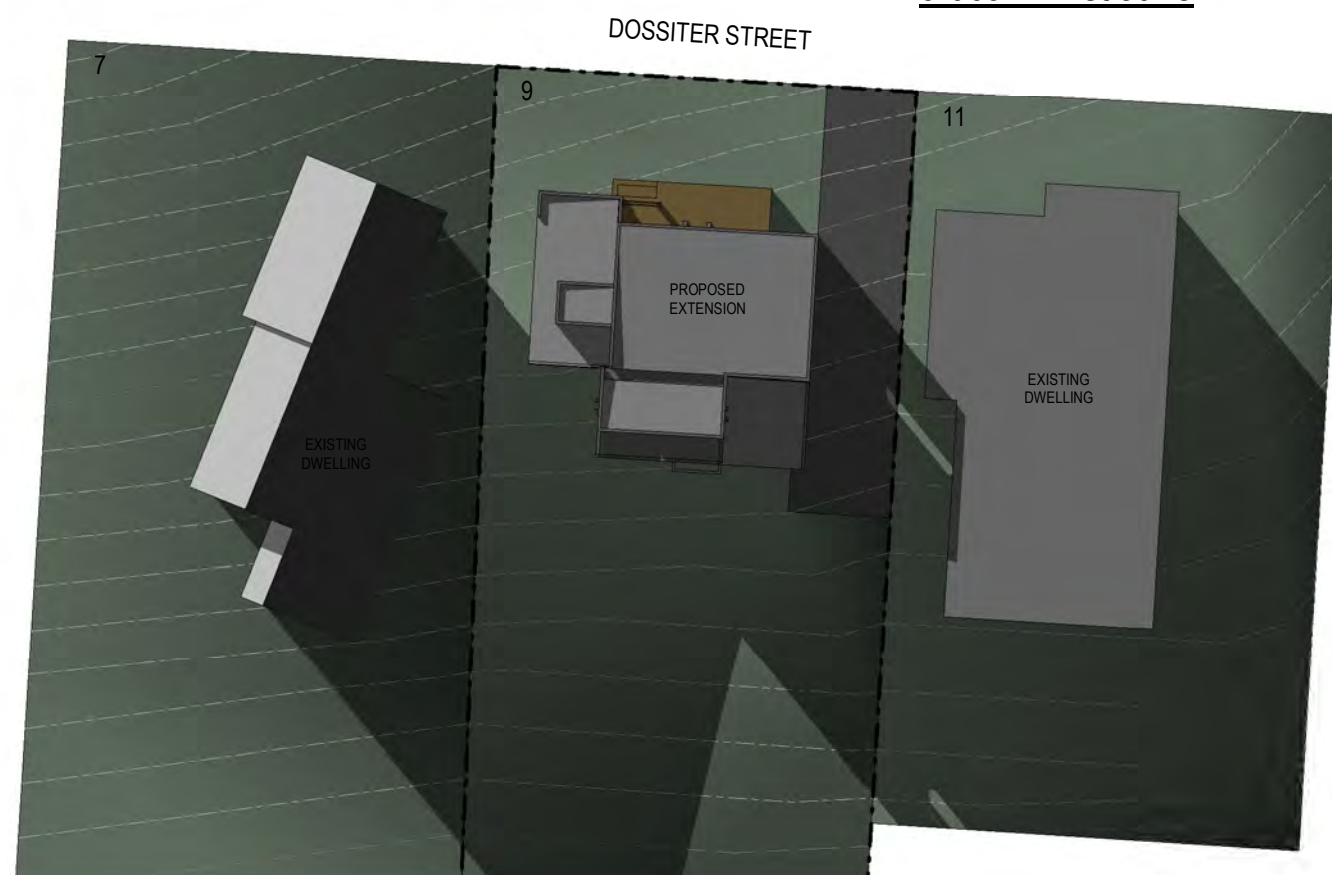 DOSSITER STREET
7
9
11
PROPOSED
EXTENSION
EXISTING
DWELLING
EXISTING
DWELLING